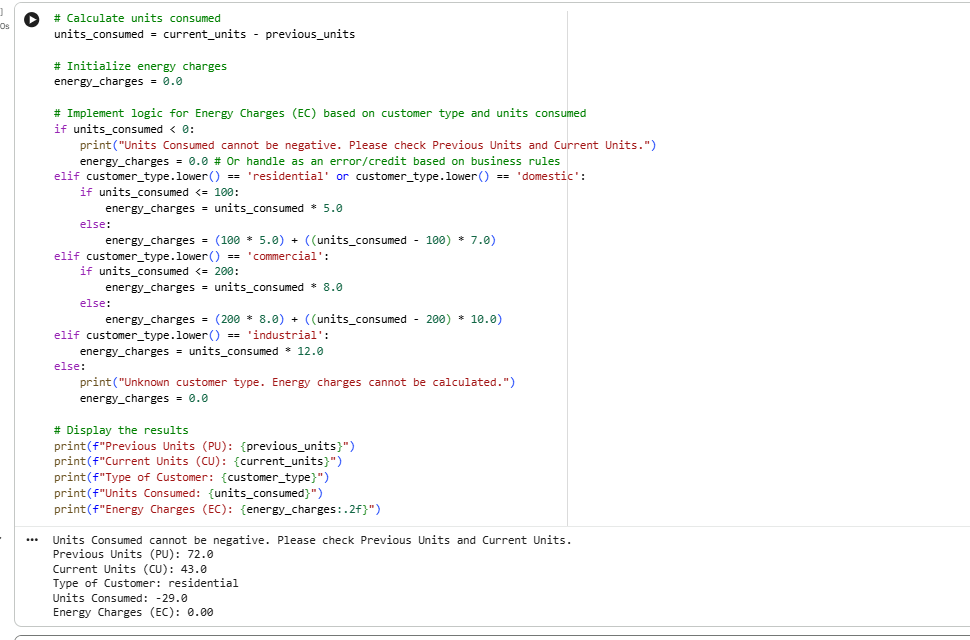 ]
0s
# Calculate units consumed
units_consumed = current_units - previous_units
# Initialize energy charges
energy_charges = 0.0
# Implement logic for Energy Charges (EC) based on customer type and units consumed
if units_consumed < 0:
    print("Units Consumed cannot be negative. Please check Previous Units and Current Units.")
    energy_charges = 0.0 # Or handle as an error/credit based on business rules
elif customer_type.lower() == 'residential' or customer_type.lower() == 'domestic':
    if units_consumed <= 100:
        energy_charges = units_consumed * 5.0
    else:
        energy_charges = (100 * 5.0) + ((units_consumed - 100) * 7.0)
elif customer_type.lower() == 'commercial':
    if units_consumed <= 200:
        energy_charges = units_consumed * 8.0
    else:
        energy_charges = (200 * 8.0) + ((units_consumed - 200) * 10.0)
elif customer_type.lower() == 'industrial':
    energy_charges = units_consumed * 12.0
else:
    print("Unknown customer type. Energy charges cannot be calculated.")
    energy_charges = 0.0
# Display the results
print(f"Previous Units (PU): {previous_units}")
print(f"Current Units (CU): {current_units}")
print(f"Type of Customer: {customer_type}")
print(f"Units Consumed: {units_consumed}")
print(f"Energy Charges (EC): {energy_charges:.2f}")
Units Consumed cannot be negative. Please check Previous Units and Current Units.
Previous Units (PU): 72.0
Current Units (CU): 43.0
Type of Customer: residential
Units Consumed: -29.0
Energy Charges (EC): 0.00